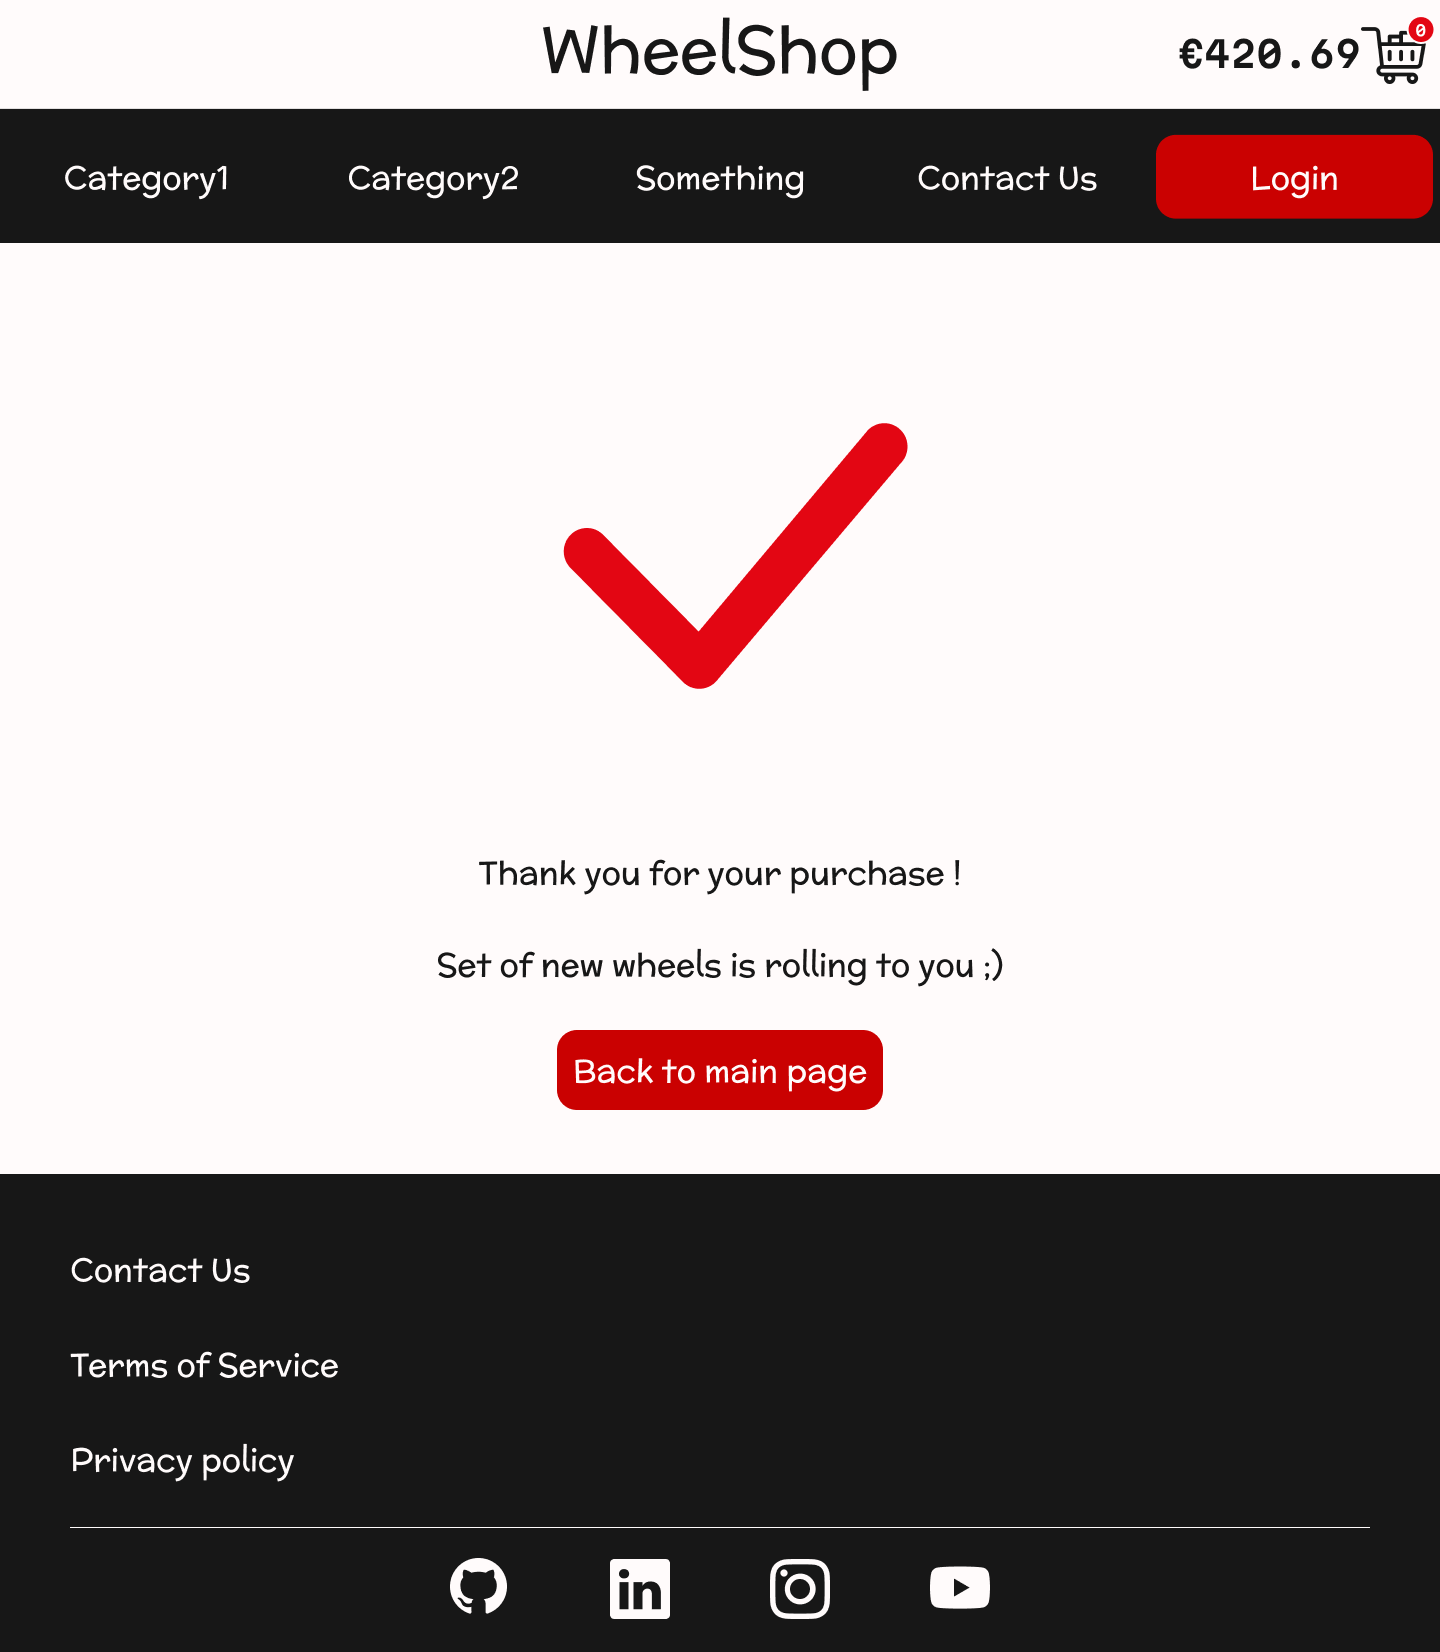 WheelShop
€420.69
0
Category1
Category2
Something
Contact Us
Login
Thank you for your purchase !
Set of new wheels is rolling to you ;)
Back to main page
Contact Us
Terms of Service
Privacy policy
in